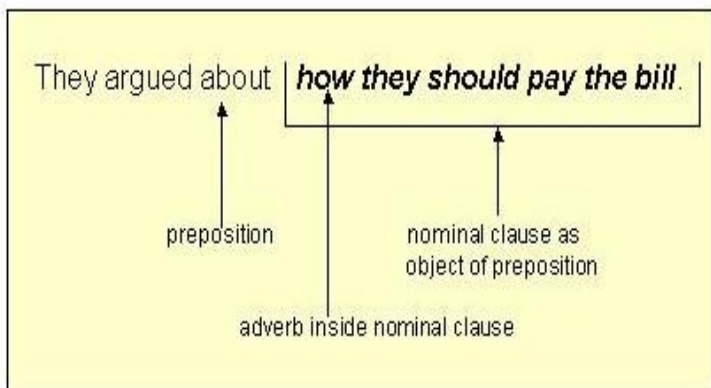 They argued about how they should pay the bill.
preposition
nominal clause as
object of preposition
adverb inside nominal clause